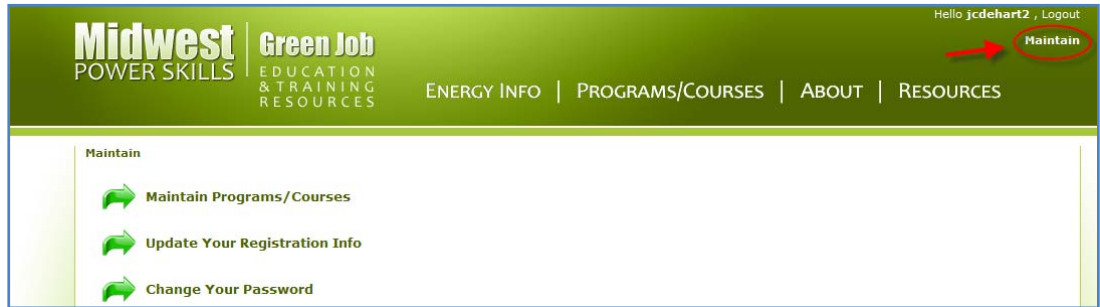 Hello jcdehart2 , Logout
Maintain
Midwest
POWER SKILLS
Green Job
EDUCATION
& TRAINING
RESOURCES
ENERGY INFO | PROGRAMS/COURSES | ABOUT | RESOURCES
Maintain
Maintain Programs/Courses
Update Your Registration Info
Change Your Password